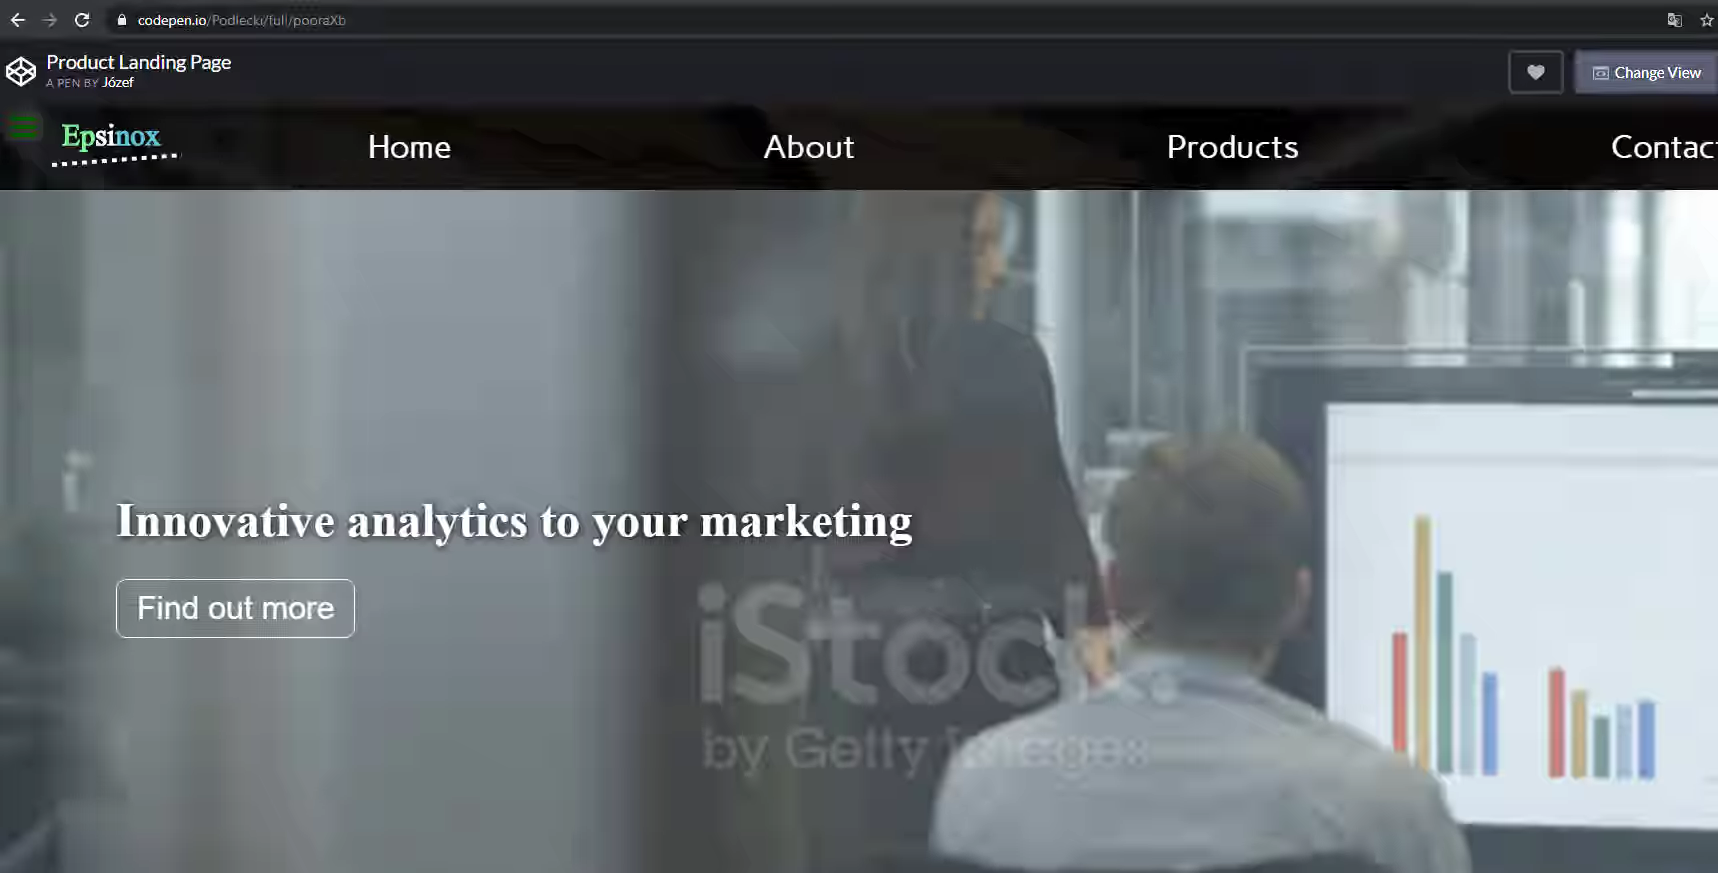 codepen.io/Podlecki/full/pooraXb
Product Landing Page
A PEN BY Józef
Change View
Epsinox
Home
About
Products
Contac
Innovative analytics to your marketing
Find out more
iStock.
by Getty Images